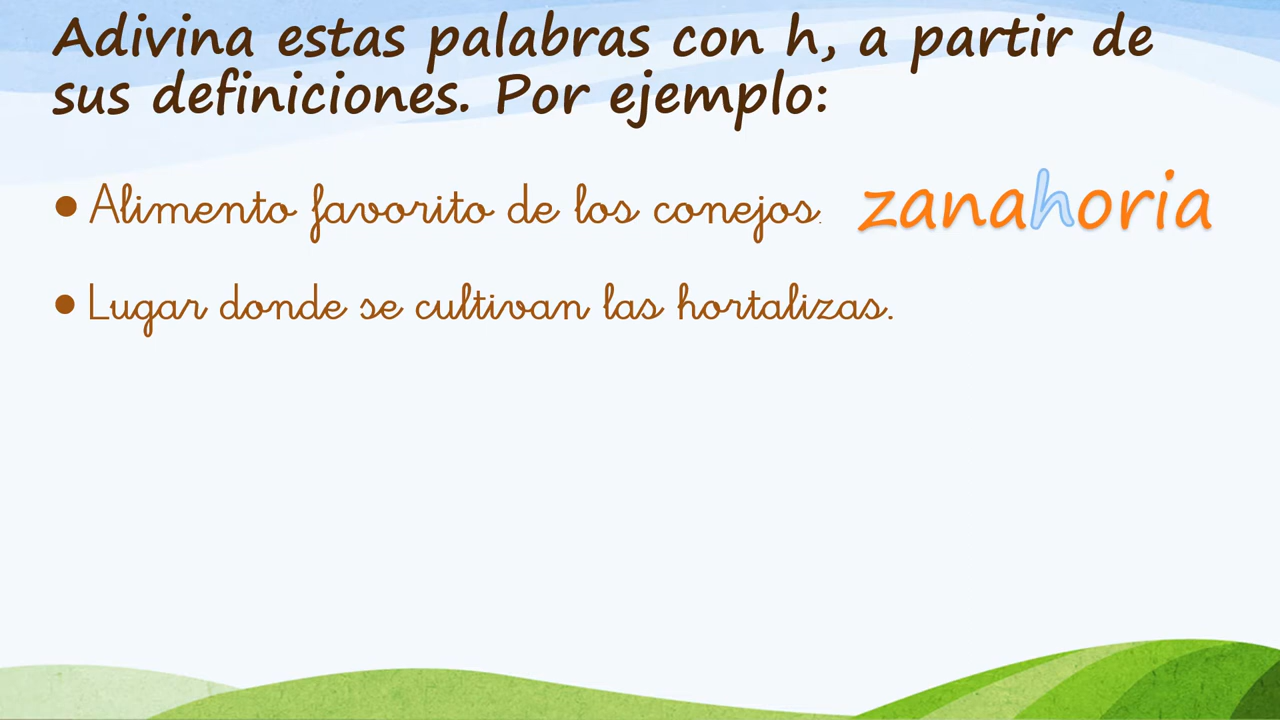 Adivina estas palabras con h, a partir de
sus definiciones. Por ejemplo:
• Alimento favorito de los conejos. zanahoria
• Lugar donde se cultivan las hortalizas.